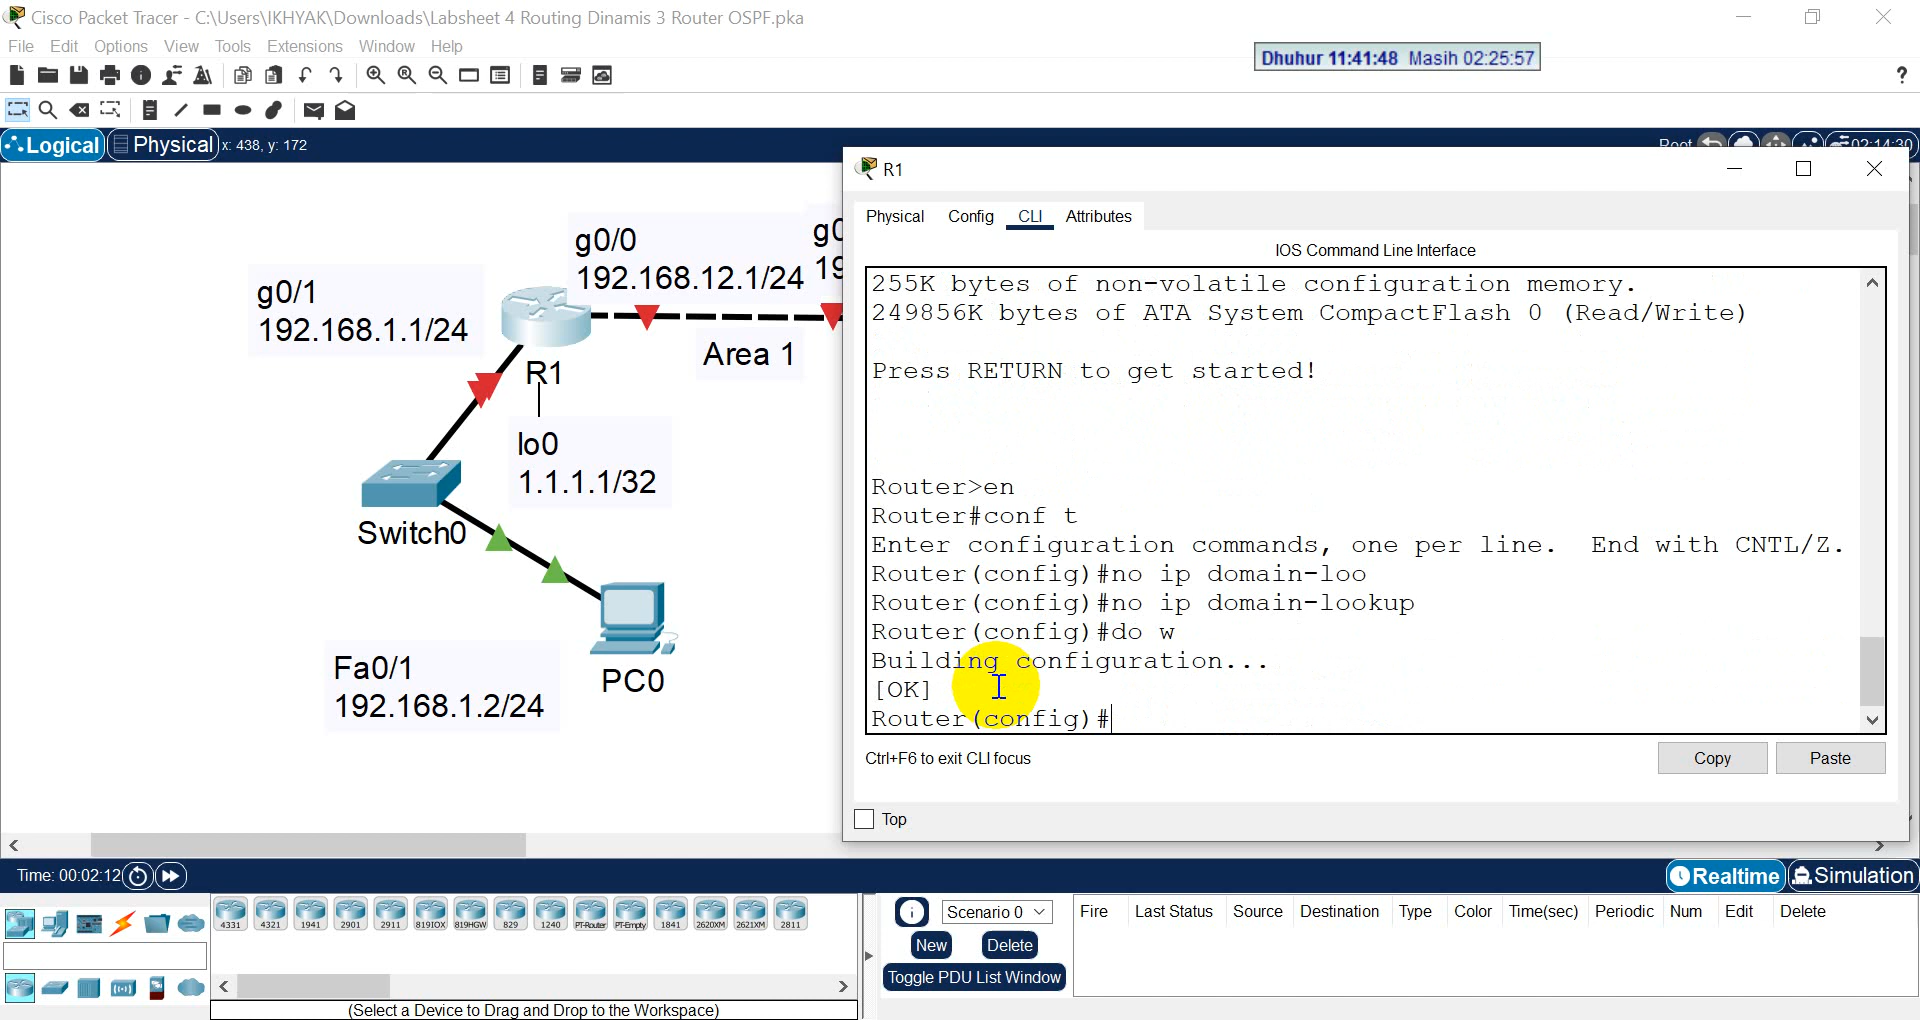 Cisco Packet Tracer - C:\Users\IKHYAK\Downloads\Labsheet 4 Routing Dinamis 3 Router OSPF.pka
File Edit Options View Tools Extensions Window Help
Dhuhur 11:41:48 Masih 02:25:57
?
Logical Physical x: 438, y: 172
Root 02:14:30
g0/0
192.168.12.1/24
g0
19
g0/1
192.168.1.1/24
R1
Area 1
lo0
1.1.1.1/32
Switch0
Fa0/1
192.168.1.2/24
PC0
R1
Physical Config CLI Attributes
IOS Command Line Interface
255K bytes of non-volatile configuration memory.
249856K bytes of ATA System CompactFlash 0 (Read/Write)
Press RETURN to get started!
Router>en
Router#conf t
Enter configuration commands, one per line.  End with CNTL/Z.
Router(config)#no ip domain-loo
Router(config)#no ip domain-lookup
Router(config)#do w
Building configuration...
[OK]
Router(config)#
Ctrl+F6 to exit CLI focus
Copy Paste
Top
Time: 00:02:12
Realtime Simulation
4331 4321 1941 2901 2911 819IOX 819HGW 829 1240 PT-Router PT-Empty 1841 2620XM 2621XM 2811
(Select a Device to Drag and Drop to the Workspace)
Scenario 0
New Delete
Toggle PDU List Window
Fire Last Status Source Destination Type Color Time(sec) Periodic Num Edit Delete